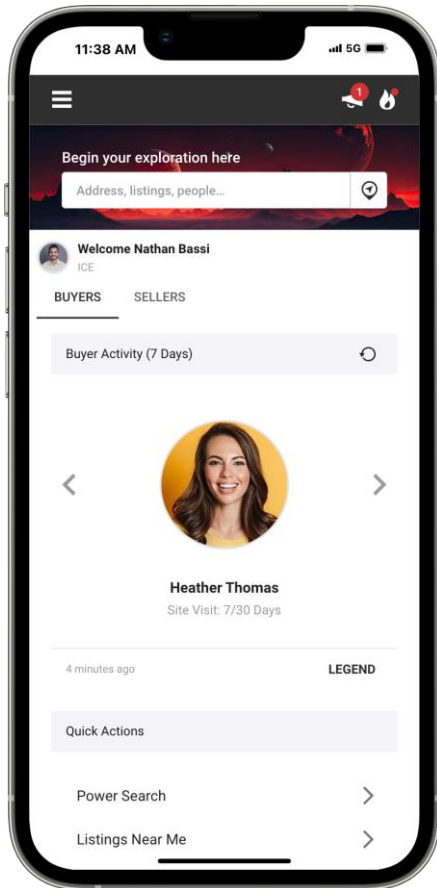 11:38 AM
5G
1
Begin your exploration here
Address, listings, people...
Welcome Nathan Bassi
ICE
BUYERS SELLERS
Buyer Activity (7 Days)
Heather Thomas
Site Visit: 7/30 Days
4 minutes ago LEGEND
Quick Actions
Power Search
Listings Near Me